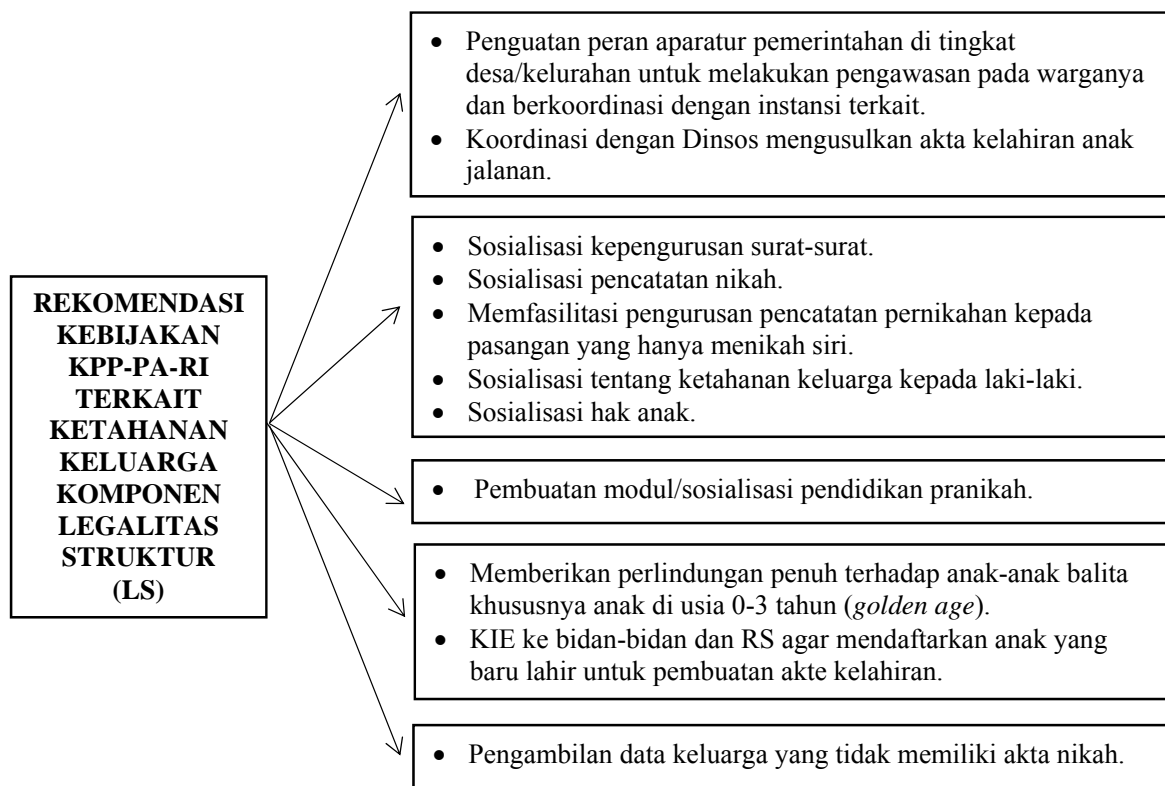 • Penguatan peran aparatur pemerintahan di tingkat
desa/kelurahan untuk melakukan pengawasan pada warganya
dan berkoordinasi dengan instansi terkait.
• Koordinasi dengan Dinsos mengusulkan akta kelahiran anak
jalanan.
REKOMENDASI
KEBIJAKAN
KPP-PA-RI
TERKAIT
KETAHANAN
KELUARGA
KOMPONEN
LEGALITAS
STRUKTUR
(LS)
• Sosialisasi kepengurusan surat-surat.
• Sosialisasi pencatatan nikah.
• Memfasilitasi pengurusan pencatatan pernikahan kepada
pasangan yang hanya menikah siri.
• Sosialisasi tentang ketahanan keluarga kepada laki-laki.
• Sosialisasi hak anak.
• Pembuatan modul/sosialisasi pendidikan pranikah.
• Memberikan perlindungan penuh terhadap anak-anak balita
khususnya anak di usia 0-3 tahun (golden age).
• KIE ke bidan-bidan dan RS agar mendaftarkan anak yang
baru lahir untuk pembuatan akte kelahiran.
• Pengambilan data keluarga yang tidak memiliki akta nikah.